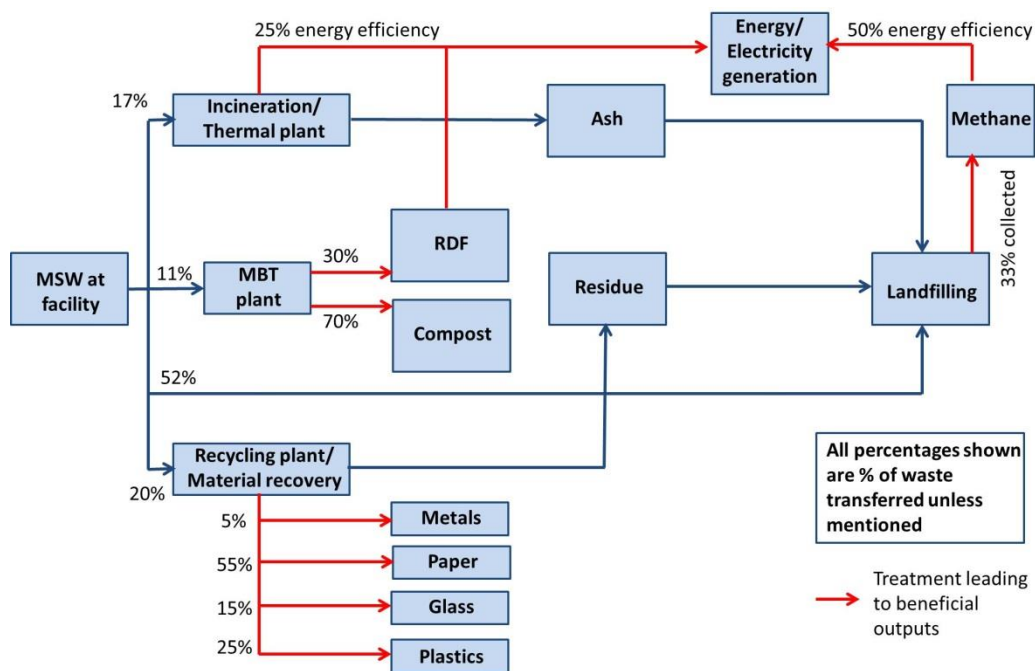 25% energy efficiency
Energy/
Electricity
generation
50% energy efficiency
17%
Incineration/
Thermal plant
Ash
Methane
33% collected
MSW at
facility
11%
MBT
plant
30%
70%
RDF
Compost
Residue
Landfilling
52%
Recycling plant/
Material recovery
20%
5%
Metals
55%
Paper
15%
Glass
25%
Plastics
All percentages shown
are % of waste
transferred unless
mentioned
Treatment leading
to beneficial
outputs